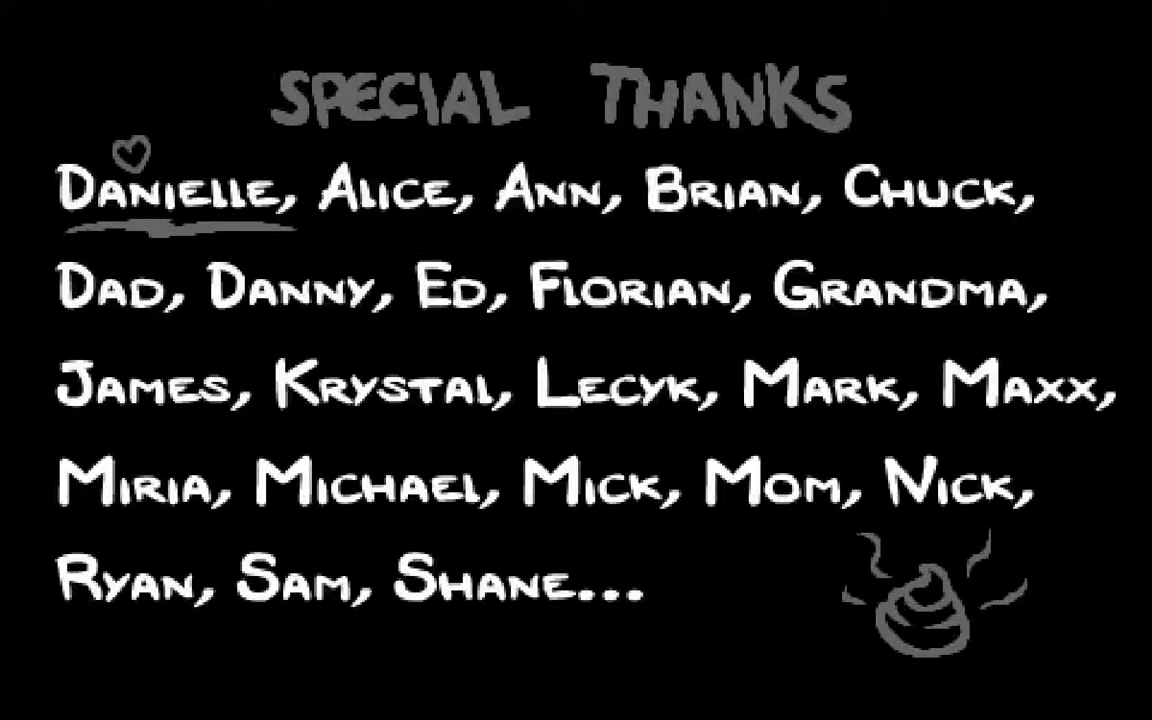 SPECIAL THANKS
DANIELLE, ALICE, ANN, BRIAN, CHUCK,
DAD, DANNY, ED, FLORIAN, GRANDMA,
JAMES, KRYSTAL, LECYK, MARK, MAXX,
MIRIA, MICHAEL, MICK, MOM, NICK,
RYAN, SAM, SHANE...